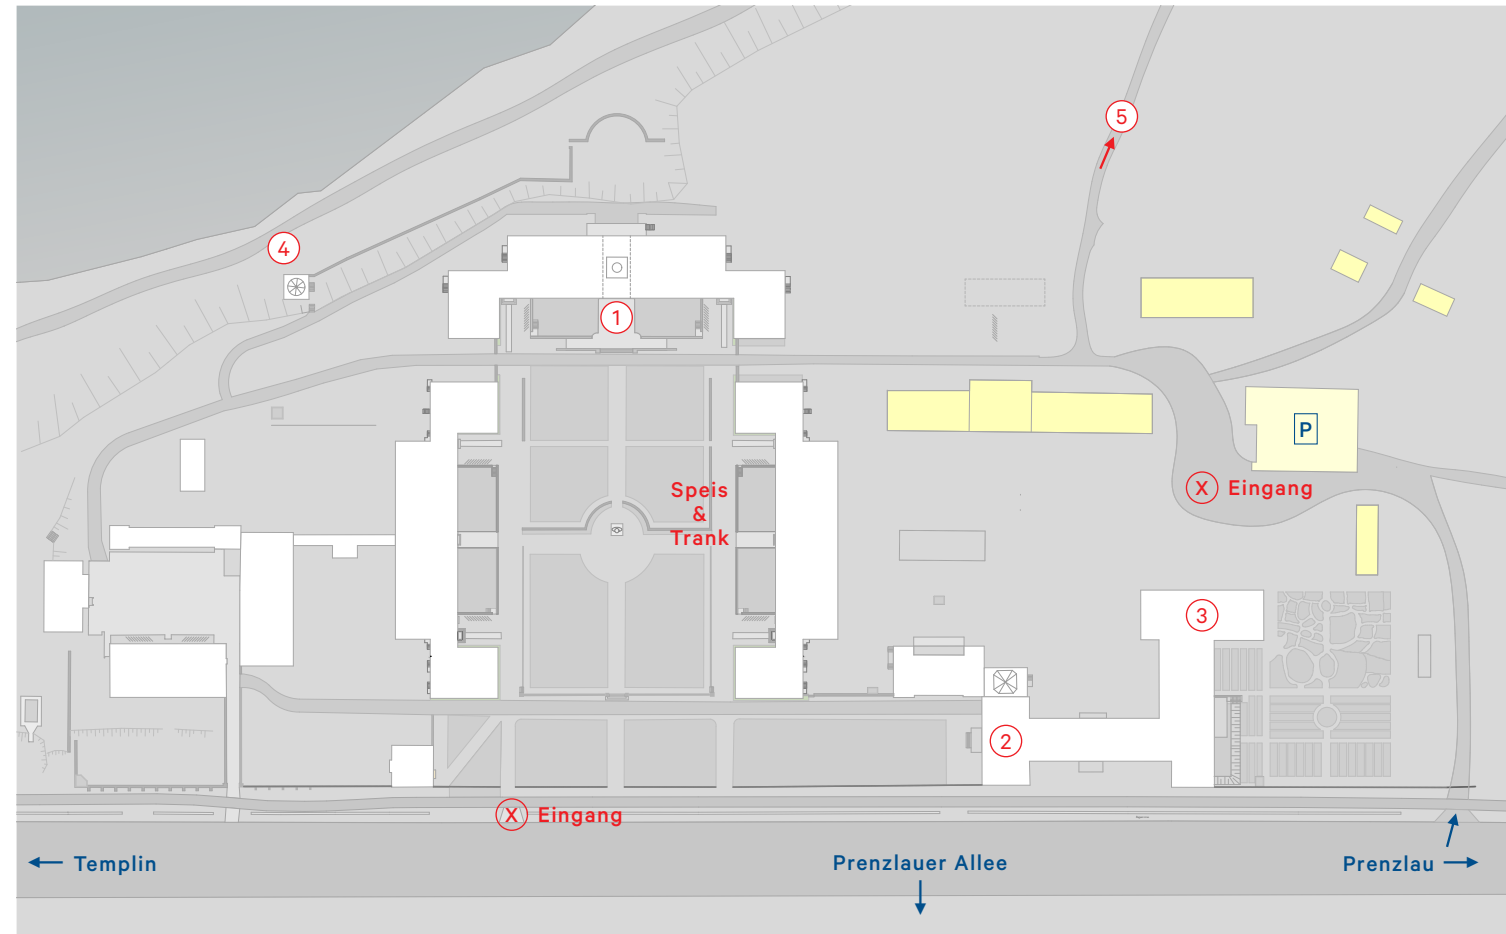 5
4
1
P
Speis
&
Trank
X Eingang
3
2
X Eingang
Templin
Prenzlauer Allee
Prenzlau